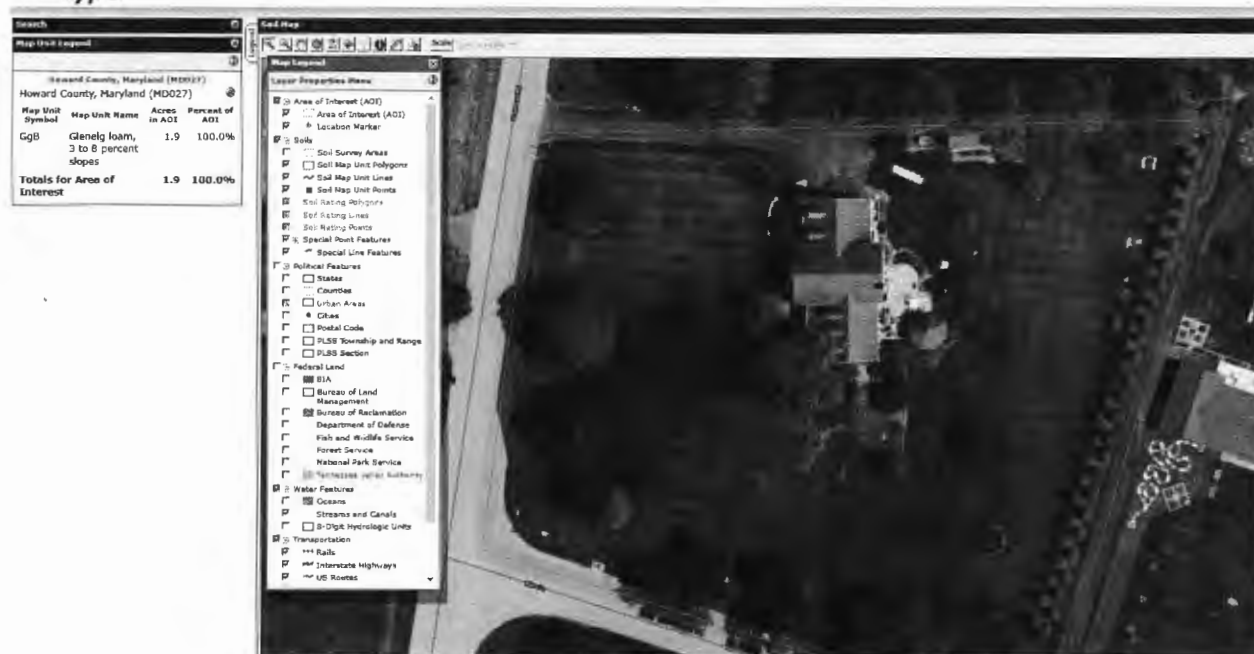 Search
Map Unit Legend
Howard County, Maryland (MD027)
Howard County, Maryland (MD027)
Map Unit Symbol
Map Unit Name
Acres in AOI
Percent of AOI
GgB
Glenelg loam, 3 to 8 percent slopes
1.9
100.0%
Totals for Area of Interest
1.9
100.0%
Legend
Soil Map
Scale
Map Legend
Layer Properties Menu
Area of Interest (AOI)
Area of Interest (AOI)
Location Marker
Soils
Soil Survey Areas
Soil Map Unit Polygons
Soil Map Unit Lines
Soil Map Unit Points
Soil Rating Polygons
Soil Rating Lines
Soil Rating Points
Special Point Features
Special Line Features
Political Features
States
Counties
Urban Areas
Cities
Postal Code
PLSS Township and Range
PLSS Section
Federal Land
BIA
Bureau of Land
Management
Bureau of Reclamation
Department of Defense
Fish and Wildlife Service
Forest Service
National Park Service
Tennessee Valley Authority
Water Features
Oceans
Streams and Canals
8-Digit Hydrologic Units
Transportation
Rails
Interstate Highways
US Routes